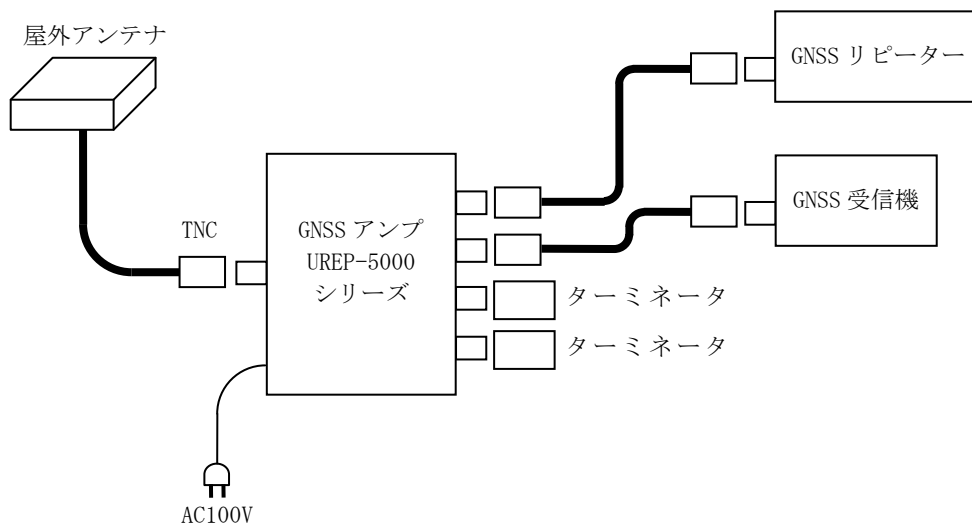 屋外アンテナ
TNC
GNSS アンプ
UREP-5000
シリーズ
AC100V
GNSS リピーター
GNSS 受信機
ターミネータ
ターミネータ